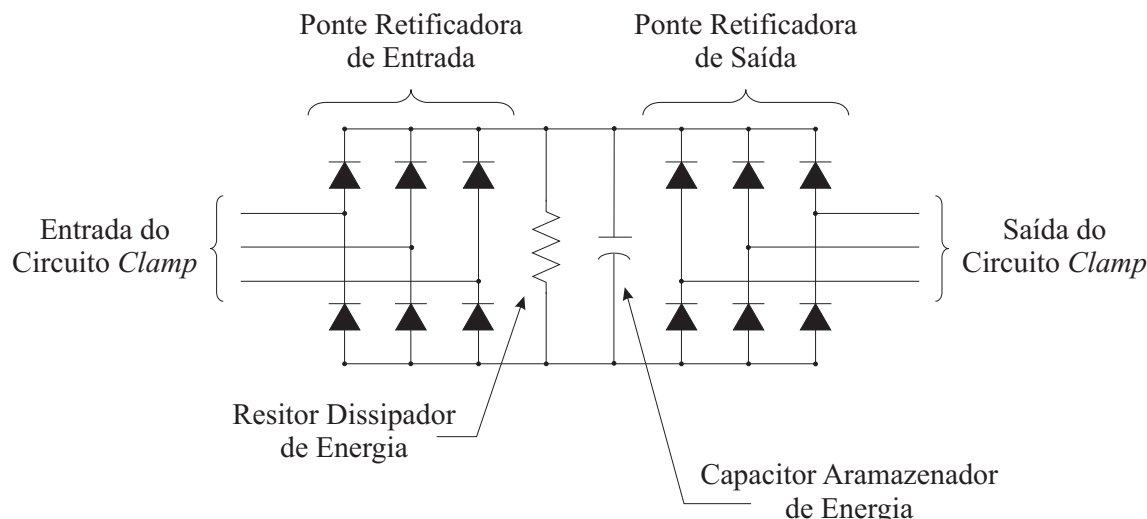 Ponte Retificadora
de Entrada
Ponte Retificadora
de Saída
Entrada do
Circuito Clamp
Saída do
Circuito Clamp
Resitor Dissipador
de Energia
Capacitor Aramazenador
de Energia